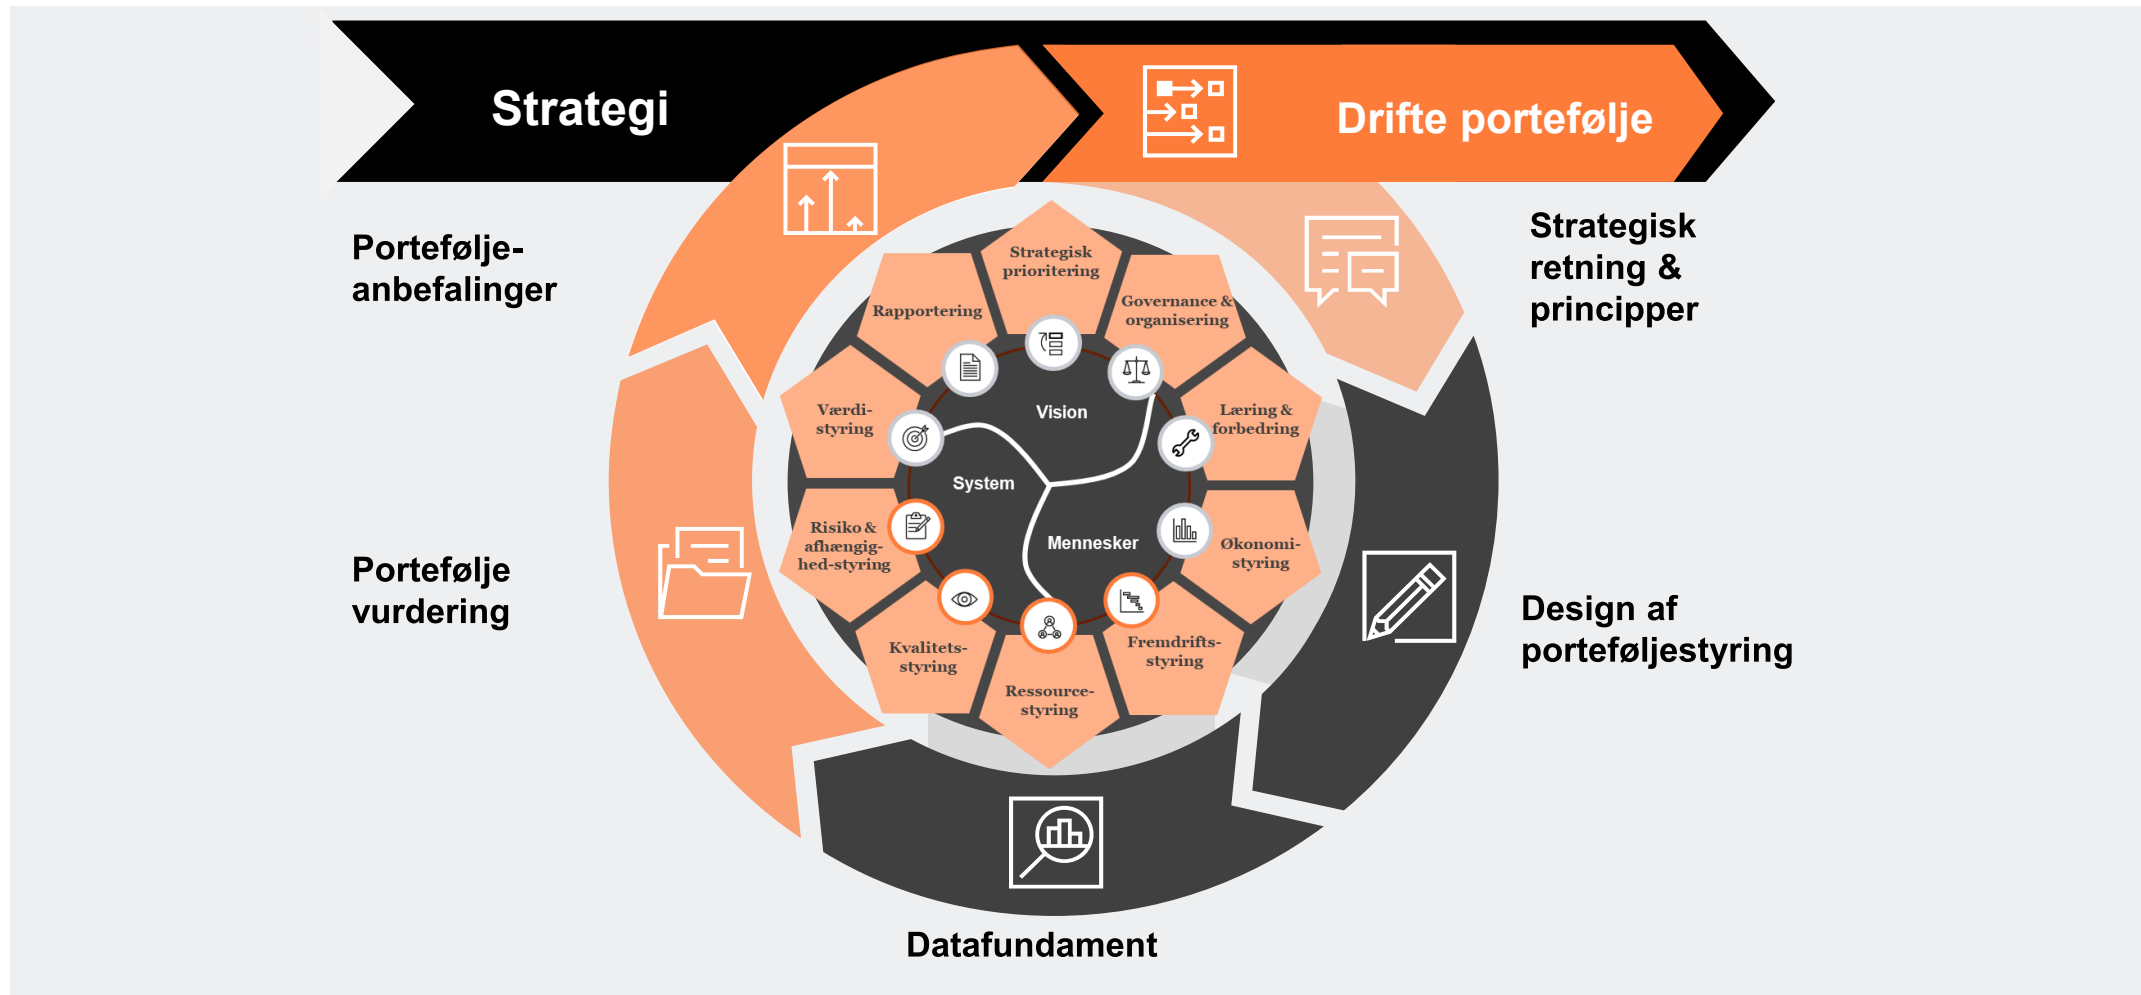 Strategi
Drifte portefølje
Portefølje-
anbefalinger
Strategisk
retning &
principper
Strategisk
prioritering
Governance &
organisering
Rapportering
Læring &
forbedring
Værdi-
styring
Vision
System
Mennesker
Risiko &
afhængig-
hed-styring
Økonomi-
styring
Kvalitets-
styring
Fremdrifts-
styring
Ressource-
styring
Portefølje
vurdering
Design af
porteføljestyring
Datafundament